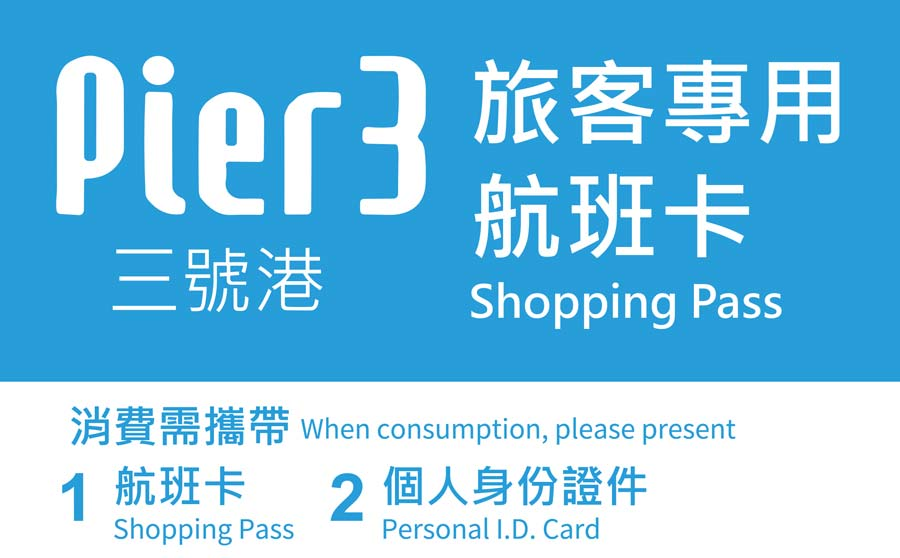 Pier3
三號港
旅客專用
航班卡
Shopping Pass
消費需攜帶 When consumption, please present
1 航班卡
Shopping Pass
2 個人身份證件
Personal I.D. Card